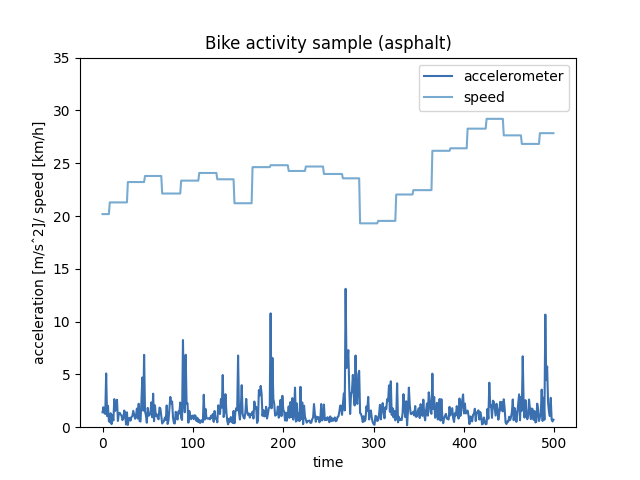 Bike activity sample (asphalt)
accelerometer
speed
35
30
25
20
15
10
5
0
acceleration [m/s^2]/ speed [km/h]
0 100 200 300 400 500
time